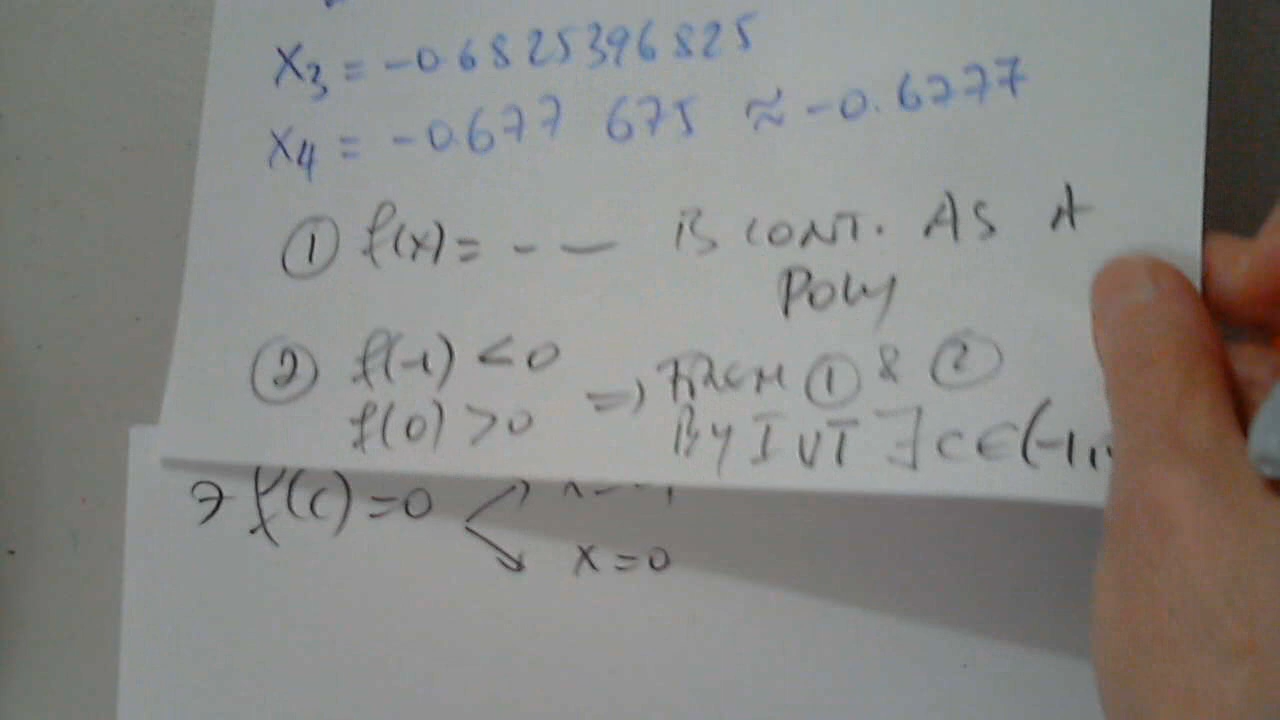 x₃ = -0.6825396825
x₄ = -0.677 675 ≈ -0.6777
① f(x) = - — IS CONT. AS A
POLY
② f(-1) < 0
f(0) > 0
⇒ FROM ① & ②
BY IVT ∃ c ∈ (-1,
∋ f'(c) = 0
x = 0